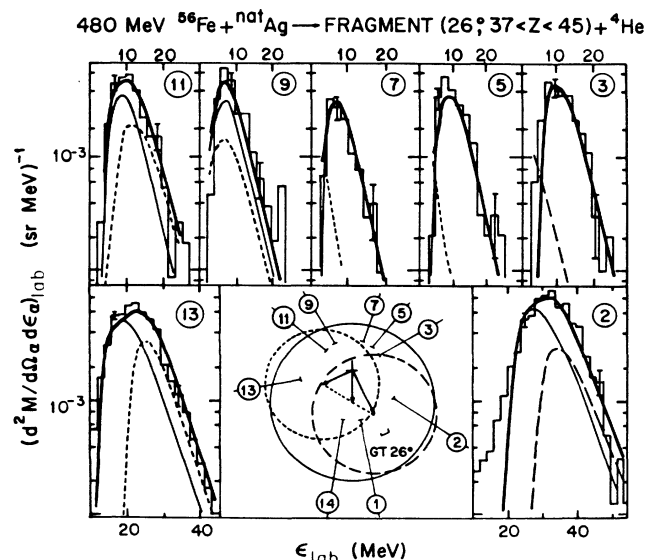 480 MeV ⁵⁶Fe + ⁿᵃᵗAg → FRAGMENT (26°, 37<Z<45) + ⁴He
10 20 10 20 10 20 10 20 10 20
11 9 7 5 3
10⁻³
(d²M/dΩα dεα)lab (sr MeV)⁻¹
13 2
9 7 5
11 3
13 2
GT 26°
14 1
10⁻³
20 40 20 40
εlab (MeV)